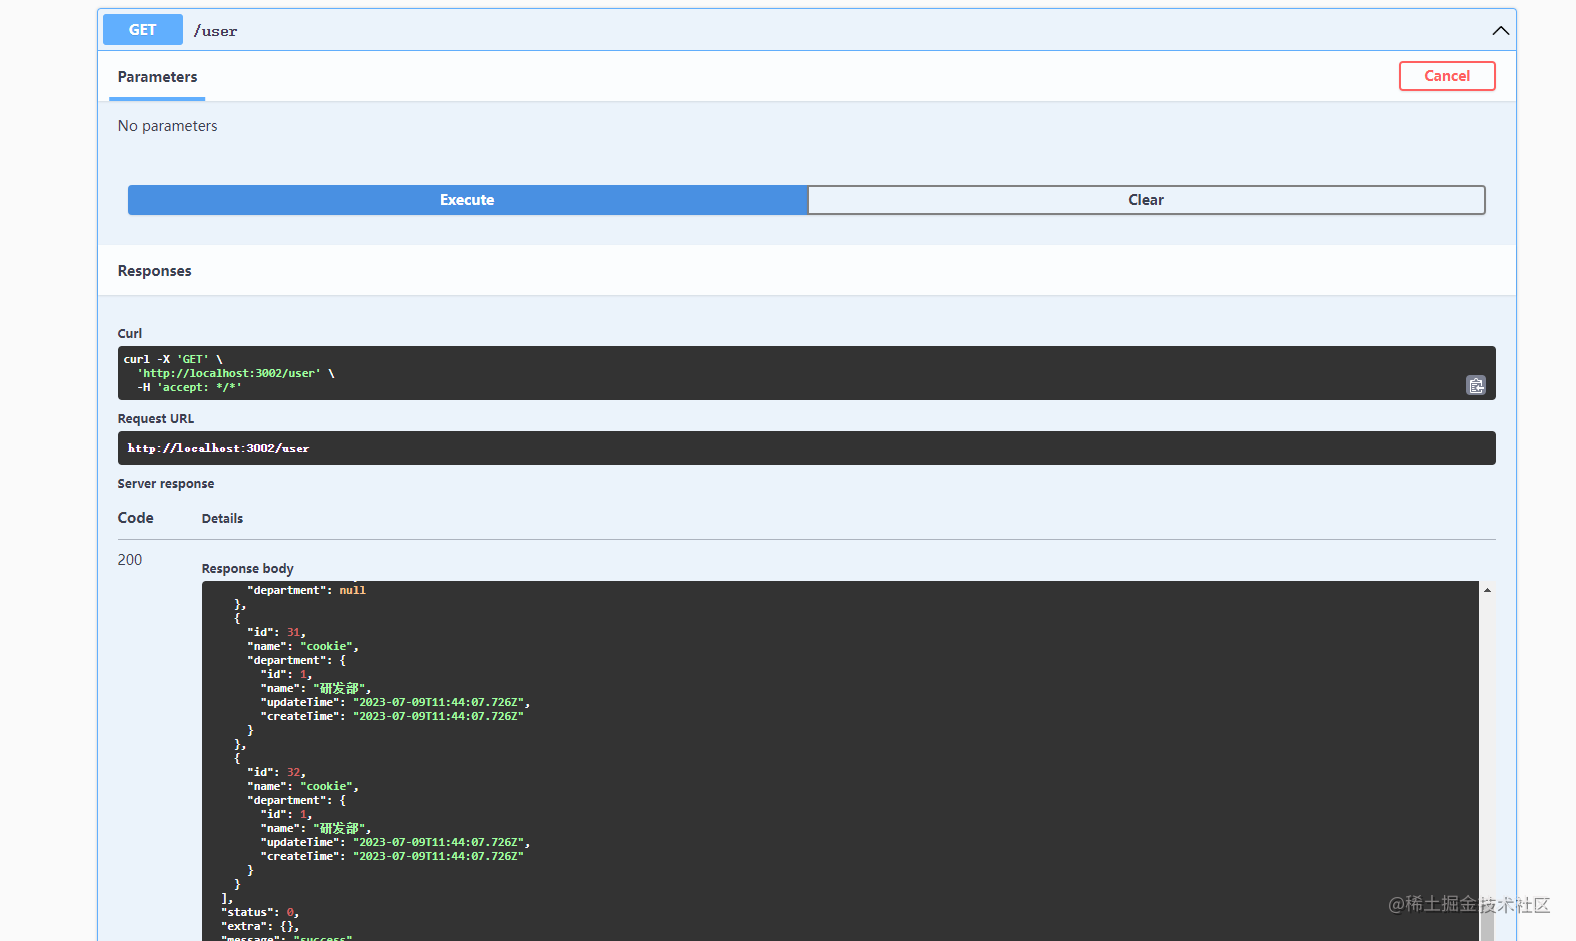 GET /user
Parameters
Cancel
No parameters
Execute
Clear
Responses
Curl
curl -X 'GET' \
'http://localhost:3002/user' \
-H 'accept: */*'
Request URL
http://localhost:3002/user
Server response
Code Details
200
Response body
"department": null
},
{
"id": 31,
"name": "cookie",
"department": {
"id": 1,
"name": "研发部",
"updateTime": "2023-07-09T11:44:07.726Z",
"createTime": "2023-07-09T11:44:07.726Z"
}
},
{
"id": 32,
"name": "cookie",
"department": {
"id": 1,
"name": "研发部",
"updateTime": "2023-07-09T11:44:07.726Z",
"createTime": "2023-07-09T11:44:07.726Z"
}
}
],
"status": 0,
"extra": {},
"message": "success"
@稀土掘金技术社区